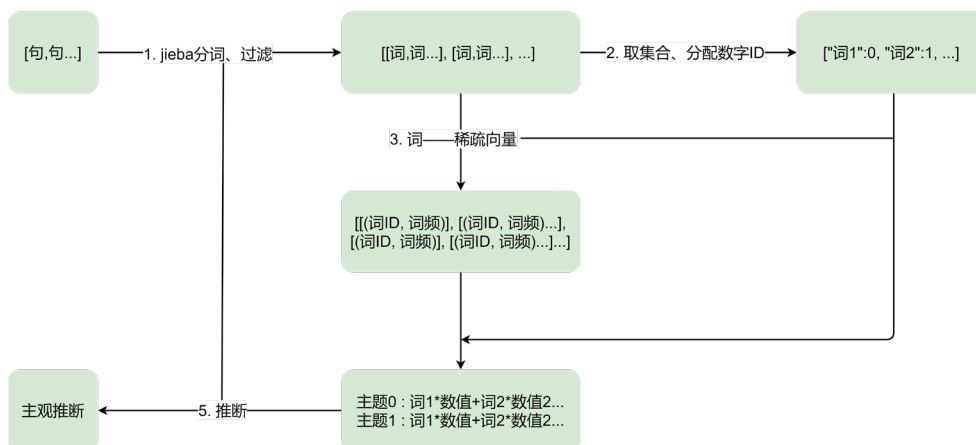 [句,句...]
1. jieba分词、过滤
[[词,词...], [词,词...], ...]
2. 取集合、分配数字ID
["词1":0, "词2":1, ...]
3. 词——稀疏向量
[[(词ID, 词频)], [(词ID, 词频)...],
[(词ID, 词频)], [(词ID, 词频)...]...]
主观推断
5. 推断
主题0 : 词1*数值+词2*数值2...
主题1 : 词1*数值+词2*数值2...